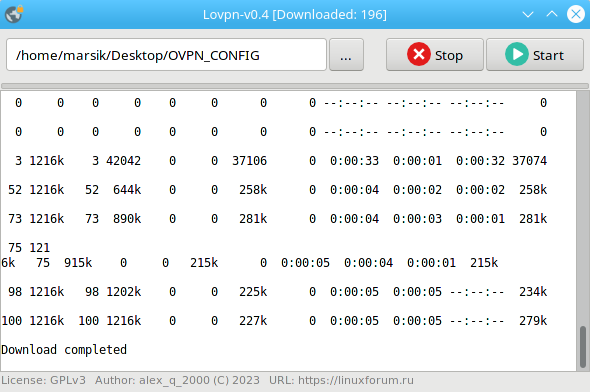 Lovpn-v0.4 [Downloaded: 196]
/home/marsik/Desktop/OVPN_CONFIG ... Stop Start
0 0 0 0 0 0 0 0 --:--:-- --:--:-- --:--:-- 0
0 0 0 0 0 0 0 0 --:--:-- --:--:-- --:--:-- 0
3 1216k 3 42042 0 0 37106 0 0:00:33 0:00:01 0:00:32 37074
52 1216k 52 644k 0 0 258k 0 0:00:04 0:00:02 0:00:02 258k
73 1216k 73 890k 0 0 281k 0 0:00:04 0:00:03 0:00:01 281k
75 121
6k 75 915k 0 0 215k 0 0:00:05 0:00:04 0:00:01 215k
98 1216k 98 1202k 0 0 225k 0 0:00:05 0:00:05 --:--:-- 234k
100 1216k 100 1216k 0 0 227k 0 0:00:05 0:00:05 --:--:-- 279k
Download completed
License: GPLv3 Author: alex_q_2000 (C) 2023 URL: https://linuxforum.ru